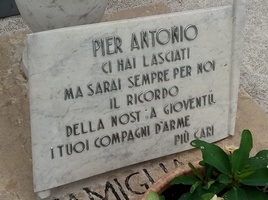 PIER ANTONIO
CI HAI LASCIATI
MA SARAI SEMPRE PER NOI
IL RICORDO
DELLA NOSTRA GIOVENTÙ
I TUOI COMPAGNI D'ARME
PIÙ CARI
FAMIGLIA